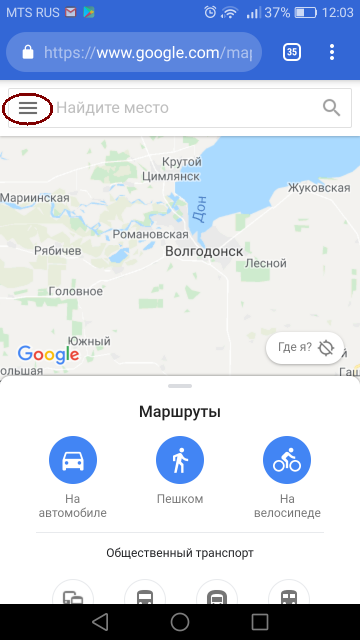 MTS RUS 37% 12:03
https://www.google.com/map
35
Найдите место
Крутой
Цимлянск
Жуковская
Мариинская
Дон
Романовская
Рябичев
Волгодонск
Лесной
Головное
Южный
Где я?
Google
ольшая
Гаш
Маршруты
На
автомобиле
Пешком
На
велосипеде
Общественный транспорт